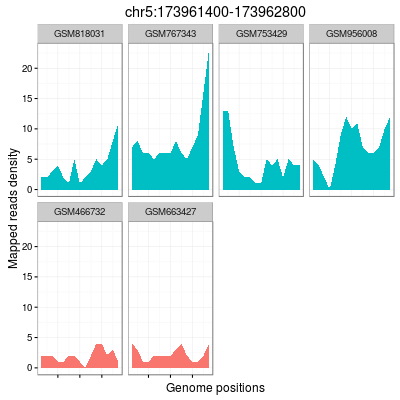 chr5:173961400-173962800
GSM818031 GSM767343 GSM753429 GSM956008
20
15
10
5
0
GSM466732 GSM663427
20
15
10
5
0
Mapped reads density
Genome positions